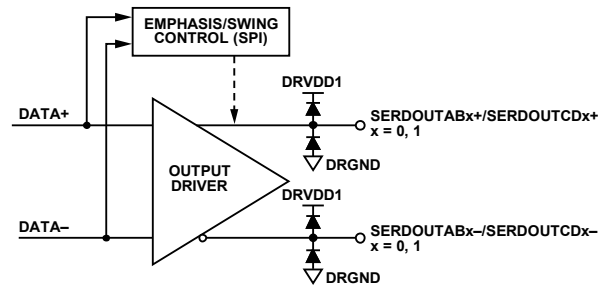 EMPHASIS/SWING
CONTROL (SPI)
DRVDD1
DATA+
SERDOUTABx+/SERDOUTCDx+
x = 0, 1
DRGND
OUTPUT
DRIVER
DRVDD1
DATA–
SERDOUTABx–/SERDOUTCDx–
x = 0, 1
DRGND